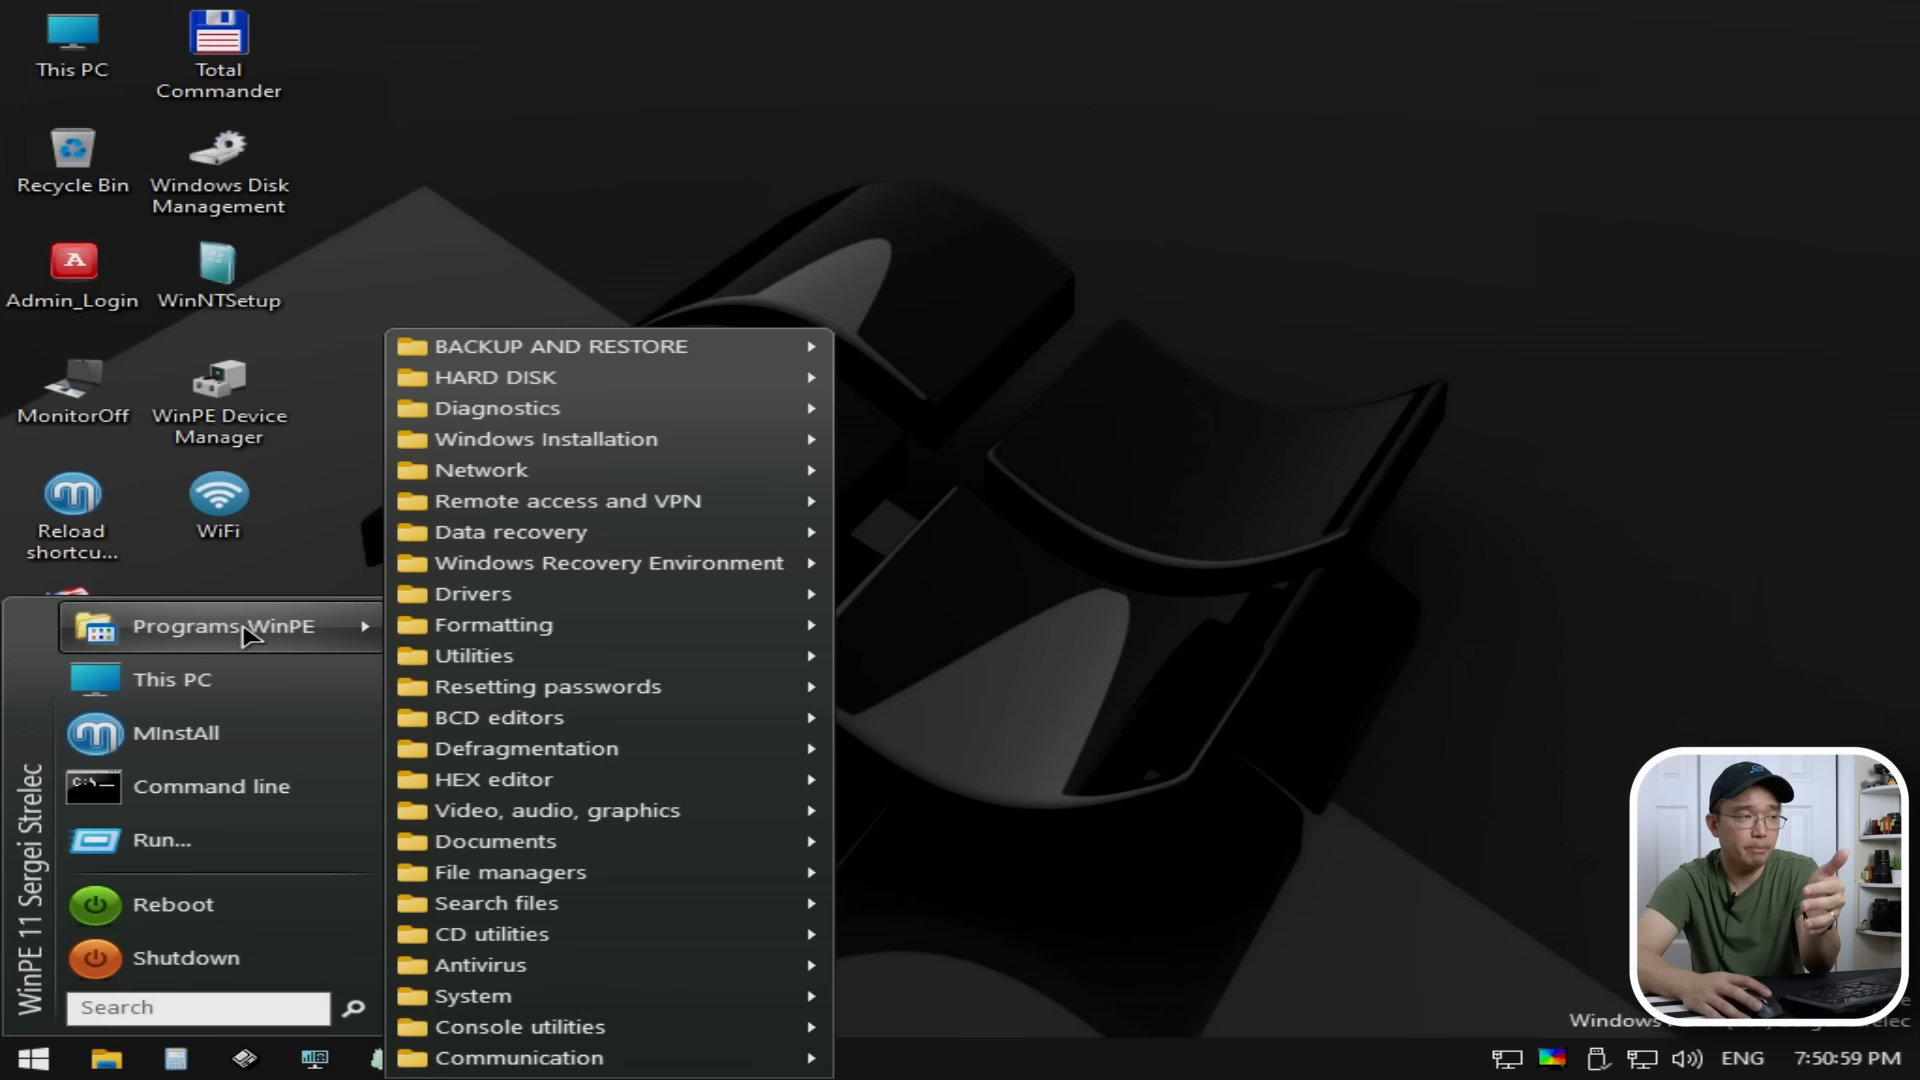 This PC
Total
Commander
Recycle Bin
Windows Disk
Management
Admin_Login
WinNTSetup
MonitorOff
WinPE Device
Manager
Reload
shortcu...
WiFi
Programs WinPE
This PC
MInstAll
Command line
Run...
Reboot
Shutdown
Search
WinPE 11 Sergei Strelec
BACKUP AND RESTORE
HARD DISK
Diagnostics
Windows Installation
Network
Remote access and VPN
Data recovery
Windows Recovery Environment
Drivers
Formatting
Utilities
Resetting passwords
BCD editors
Defragmentation
HEX editor
Video, audio, graphics
Documents
File managers
Search files
CD utilities
Antivirus
System
Console utilities
Communication
Windows
ENG
7:50:59 PM